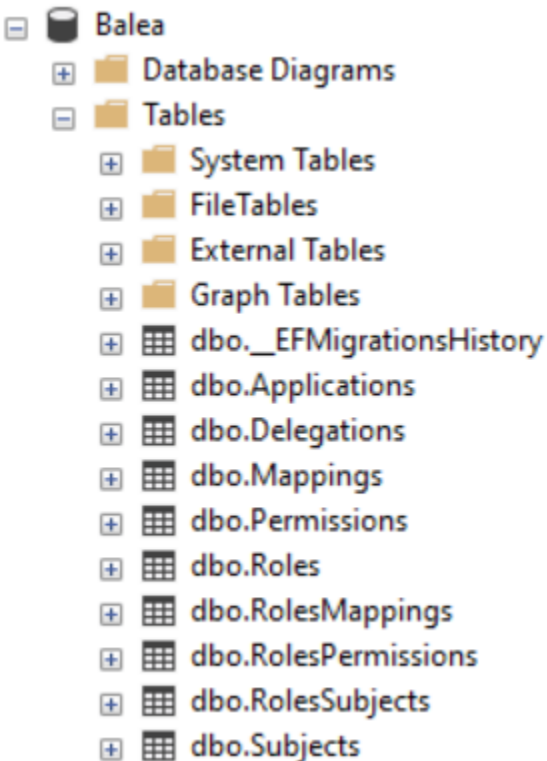 Balea
Database Diagrams
Tables
System Tables
FileTables
External Tables
Graph Tables
dbo.__EFMigrationsHistory
dbo.Applications
dbo.Delegations
dbo.Mappings
dbo.Permissions
dbo.Roles
dbo.RolesMappings
dbo.RolesPermissions
dbo.RolesSubjects
dbo.Subjects